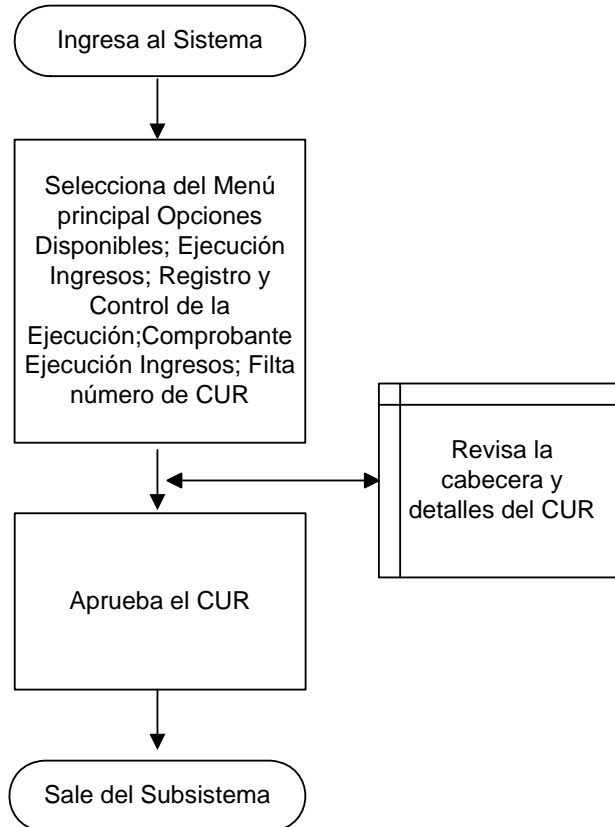 Ingresa al Sistema
Selecciona del Menú
principal Opciones
Disponibles; Ejecución
Ingresos; Registro y
Control de la
Ejecución;Comprobante
Ejecución Ingresos; Filta
número de CUR
Revisa la
cabecera y
detalles del CUR
Aprueba el CUR
Sale del Subsistema